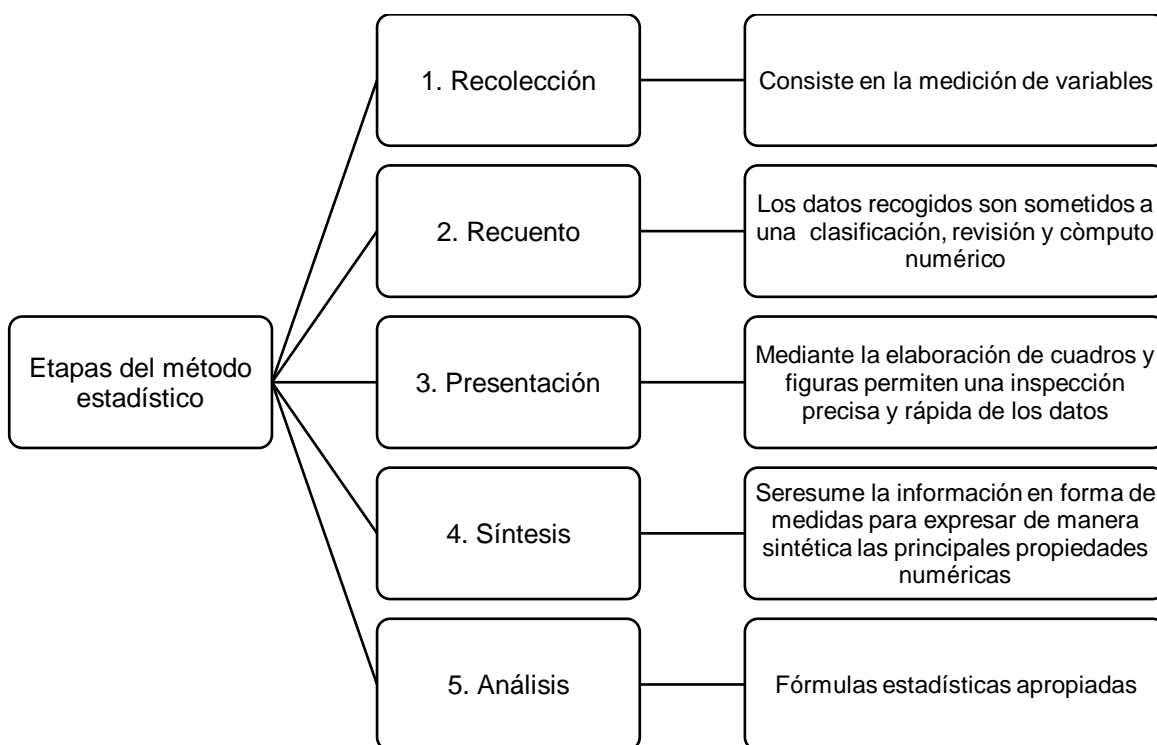 Etapas del método
estadístico
1. Recolección
Consiste en la medición de variables
2. Recuento
Los datos recogidos son sometidos a
una clasificación, revisión y còmputo
numérico
3. Presentación
Mediante la elaboración de cuadros y
figuras permiten una inspección
precisa y rápida de los datos
4. Síntesis
Seresume la información en forma de
medidas para expresar de manera
sintética las principales propiedades
numéricas
5. Análisis
Fórmulas estadísticas apropiadas